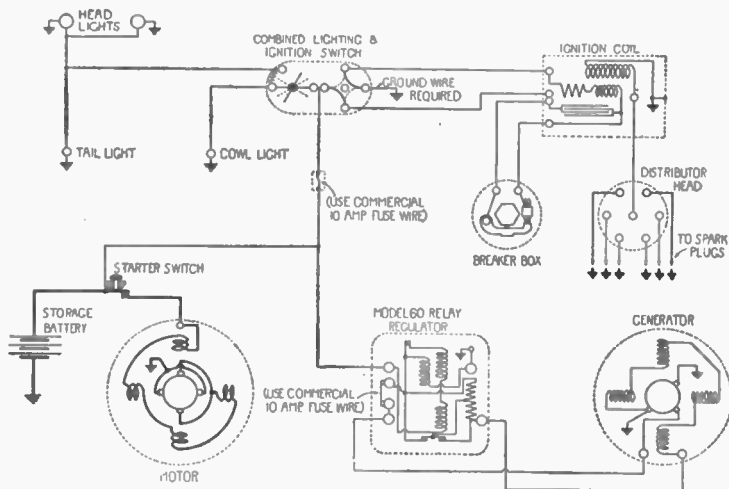 HEAD
LIGHTS
COMBINED LIGHTING &
IGNITION SWITCH
IGNITION COIL
GROUND WIRE
REQUIRED
TAIL LIGHT
COWL LIGHT
(USE COMMERCIAL
10 AMP FUSE WIRE)
BREAKER BOX
DISTRIBUTOR
HEAD
TO SPARK
PLUGS
STARTER SWITCH
STORAGE
BATTERY
MODEL 60 RELAY
REGULATOR
GENERATOR
(USE COMMERCIAL
10 AMP FUSE WIRE)
MOTOR